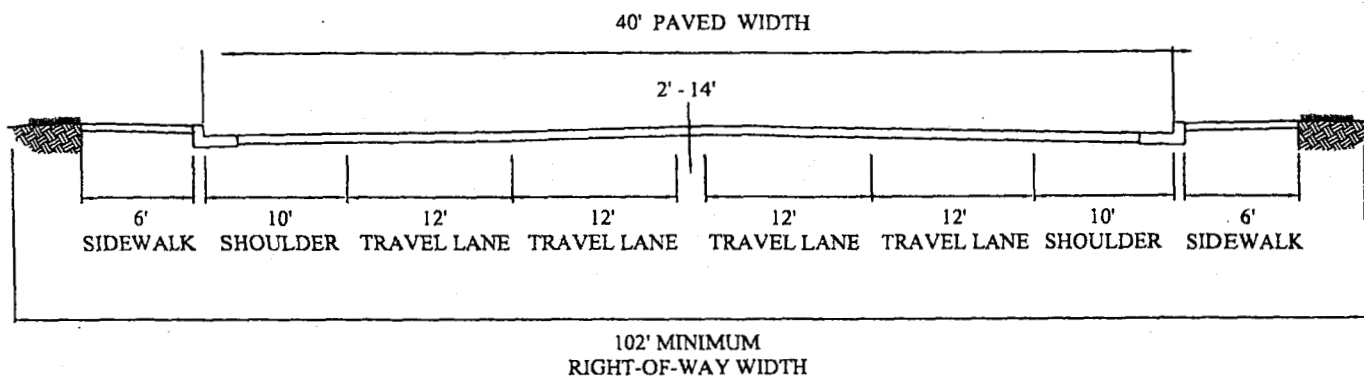 40' PAVED WIDTH
2' - 14'
6' 10' 12' 12' 12' 12' 10' 6'
SIDEWALK SHOULDER TRAVEL LANE TRAVEL LANE TRAVEL LANE TRAVEL LANE SHOULDER SIDEWALK
102' MINIMUM
RIGHT-OF-WAY WIDTH